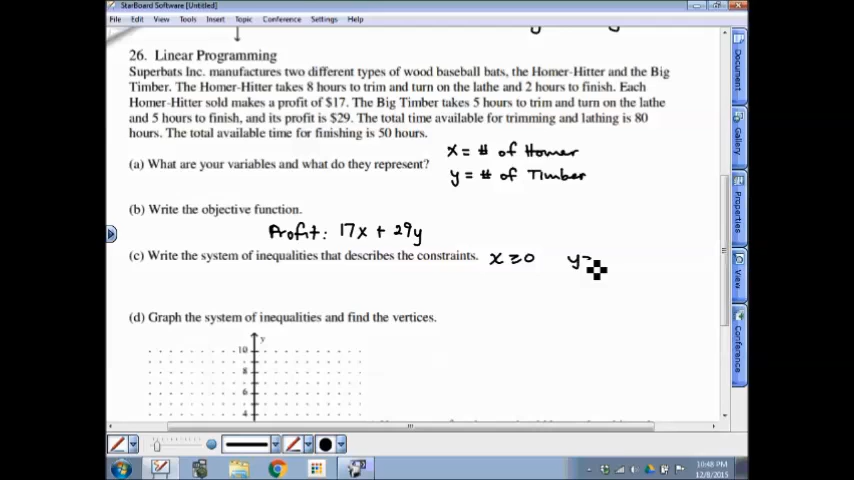 StarBoard Software [Untitled]
File Edit View Tools Insert Topic Conference Settings Help
26. Linear Programming
Superbats Inc. manufactures two different types of wood baseball bats, the Homer-Hitter and the Big
Timber. The Homer-Hitter takes 8 hours to trim and turn on the lathe and 2 hours to finish. Each
Homer-Hitter sold makes a profit of $17. The Big Timber takes 5 hours to trim and turn on the lathe
and 5 hours to finish, and its profit is $29. The total time available for trimming and lathing is 80
hours. The total available time for finishing is 50 hours.
(a) What are your variables and what do they represent? x = # of Homer
y = # of Timber
(b) Write the objective function.
Profit: 17x + 29y
(c) Write the system of inequalities that describes the constraints. x ≥ 0 y
(d) Graph the system of inequalities and find the vertices.
y
10
8
6
4
Document
Gallery
Properties
View
Conference
10:48 PM
12/8/2015